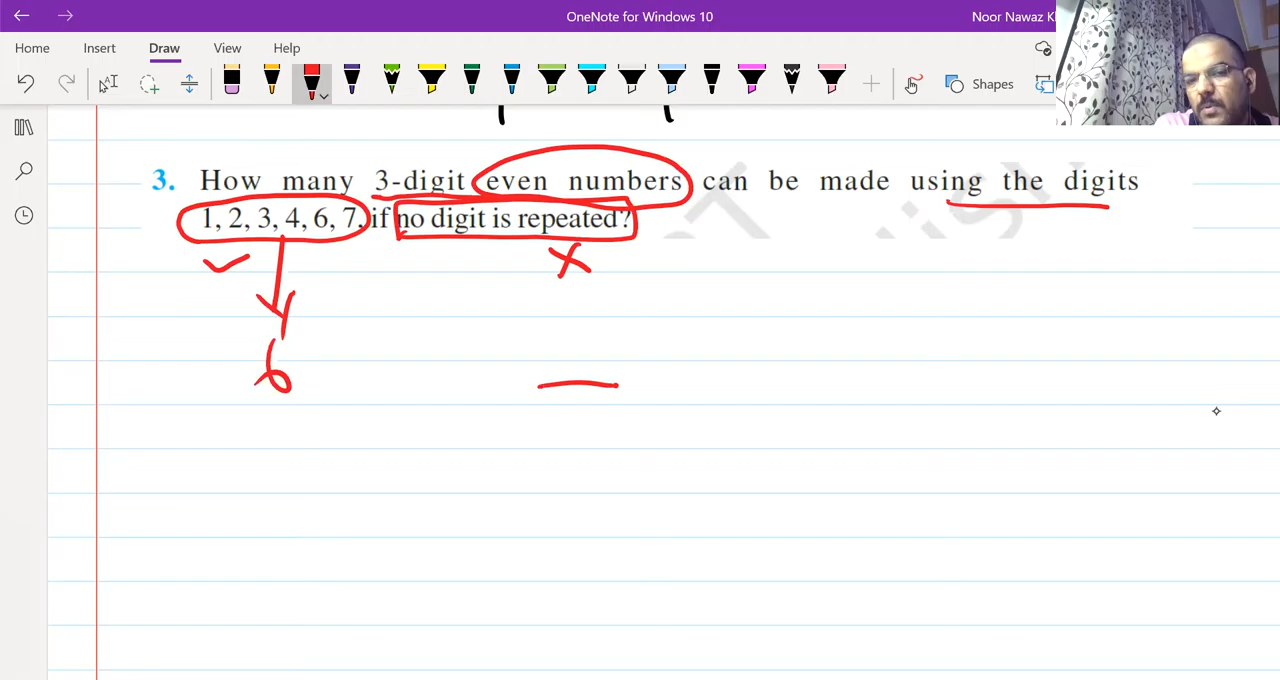 OneNote for Windows 10
Noor Nawaz Kh
Home Insert Draw View Help
Shapes
3. How many 3-digit even numbers can be made using the digits
1, 2, 3, 4, 6, 7, if no digit is repeated?
6